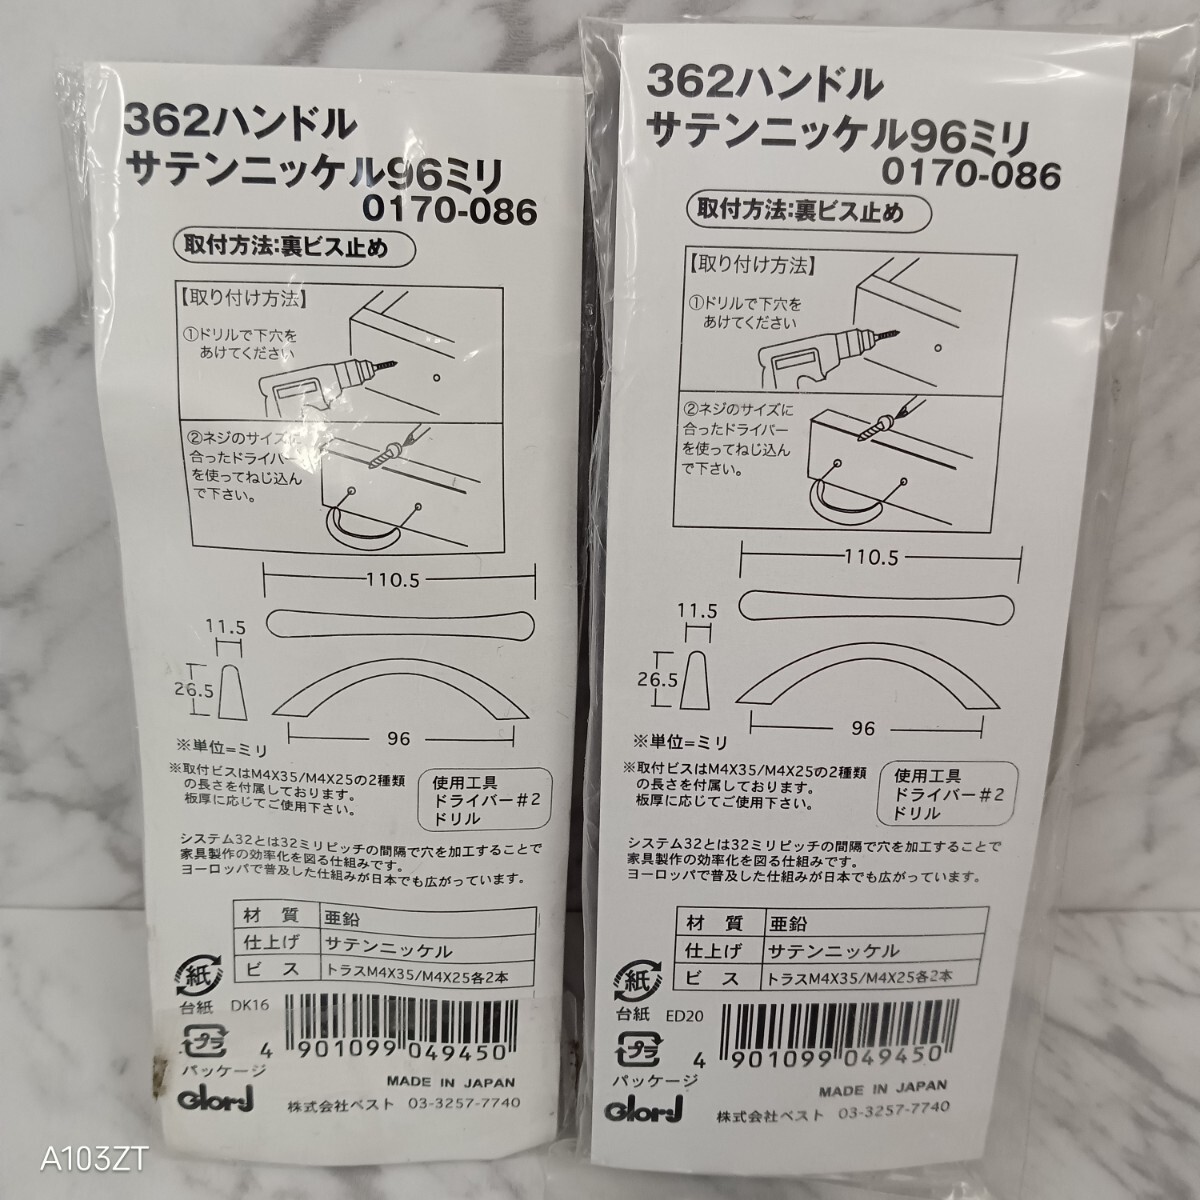 362ハンドル
サテンニッケル96ミリ
0170-086
取付方法:裏ビス止め
【取り付け方法】
①ドリルで下穴を
あけてください
②ネジのサイズに
合ったドライバー
を使ってねじ込ん
で下さい。
110.5
11.5
26.5
96
※単位=ミリ
※取付ビスはM4X35/M4X25の2種類
の長さを付属しております。
板厚に応じてご使用下さい。
使用工具
ドライバー#2
ドリル
システム32とは32ミリピッチの間隔で穴を加工することで
家具製作の効率化を図る仕組みです。
ヨーロッパで普及した仕組みが日本でも広がっています。
材 質 亜鉛
仕上げ サテンニッケル
ビ ス トラスM4X35/M4X25各2本
紙
台紙 DK16
プラ
パッケージ
4 901099 049450
MADE IN JAPAN
Glory
株式会社ベスト 03-3257-7740
362ハンドル
サテンニッケル96ミリ
0170-086
取付方法:裏ビス止め
【取り付け方法】
①ドリルで下穴を
あけてください
②ネジのサイズに
合ったドライバー
を使ってねじ込ん
で下さい。
110.5
11.5
26.5
96
※単位=ミリ
※取付ビスはM4X35/M4X25の2種類
の長さを付属しております。
板厚に応じてご使用下さい。
使用工具
ドライバー#2
ドリル
システム32とは32ミリピッチの間隔で穴を加工することで
家具製作の効率化を図る仕組みです。
ヨーロッパで普及した仕組みが日本でも広がっています。
材 質 亜鉛
仕上げ サテンニッケル
ビ ス トラスM4X35/M4X25各2本
紙
台紙 ED20
プラ
パッケージ
4 901099 049450
MADE IN JAPAN
Glory
株式会社ベスト 03-3257-7740
A103ZT